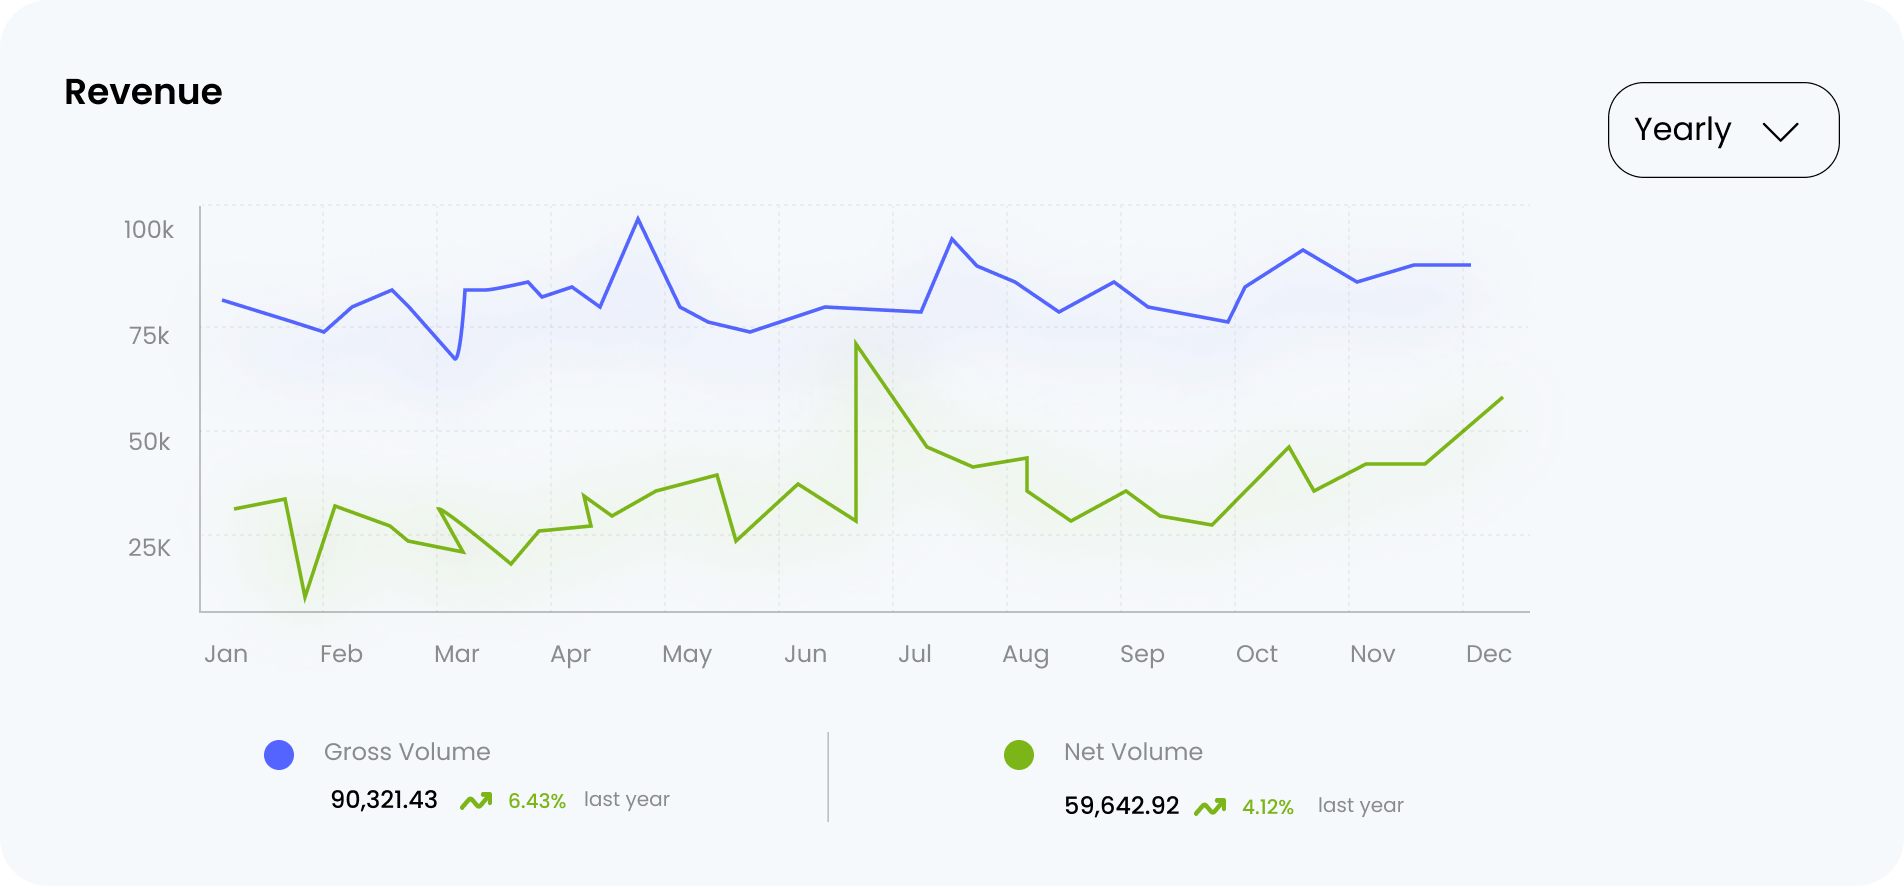 Revenue
Yearly
100k
75k
50k
25K
Jan Feb Mar Apr May Jun Jul Aug Sep Oct Nov Dec
Gross Volume
90,321.43 6.43% last year
Net Volume
59,642.92 4.12% last year